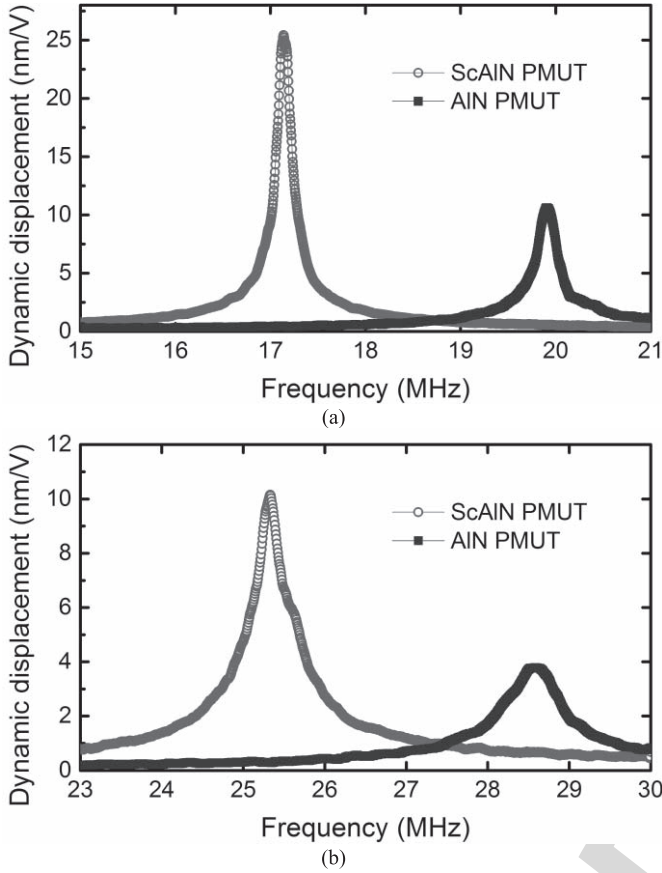 Dynamic displacement (nm/V)
25
20
15
10
5
0
ScAlN PMUT
AlN PMUT
15 16 17 18 19 20 21
Frequency (MHz)
(a)
Dynamic displacement (nm/V)
12
10
8
6
4
2
0
ScAlN PMUT
AlN PMUT
23 24 25 26 27 28 29 30
Frequency (MHz)
(b)